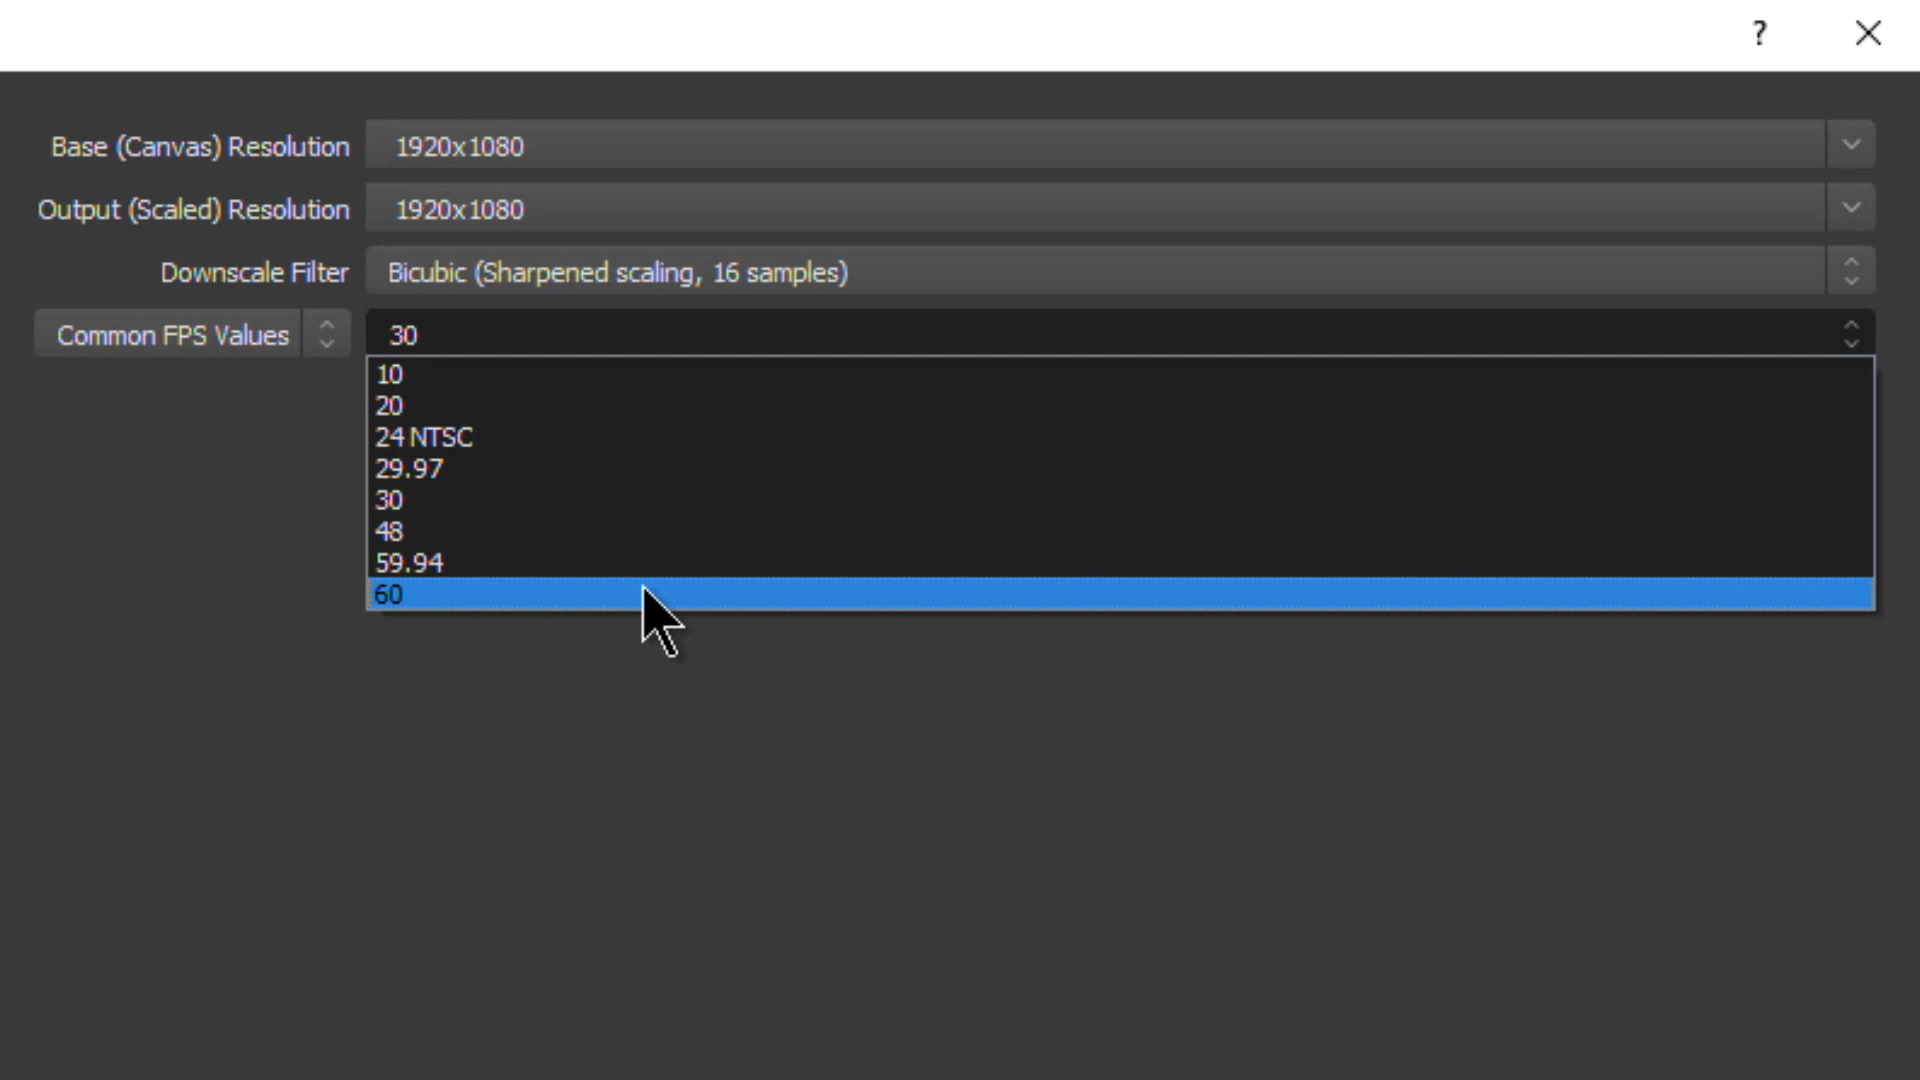 ?
Base (Canvas) Resolution 1920x1080
Output (Scaled) Resolution 1920x1080
Downscale Filter Bicubic (Sharpened scaling, 16 samples)
Common FPS Values 30
10
20
24 NTSC
29.97
30
48
59.94
60